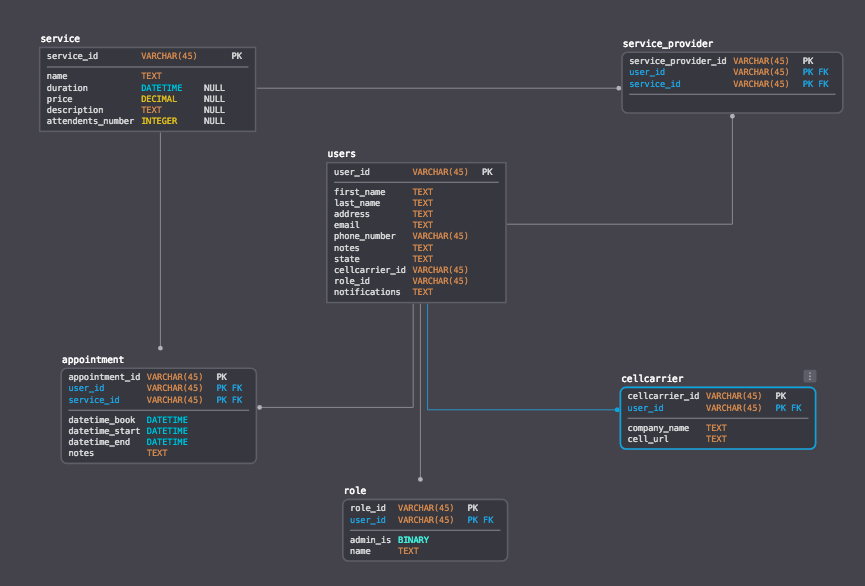 service
service_id VARCHAR(45) PK
name TEXT
duration DATETIME NULL
price DECIMAL NULL
description TEXT NULL
attendents_number INTEGER NULL
service_provider
service_provider_id VARCHAR(45) PK
user_id VARCHAR(45) PK FK
service_id VARCHAR(45) PK FK
users
user_id VARCHAR(45) PK
first_name TEXT
last_name TEXT
address TEXT
email TEXT
phone_number VARCHAR(45)
notes TEXT
state TEXT
cellcarrier_id VARCHAR(45)
role_id VARCHAR(45)
notifications TEXT
appointment
appointment_id VARCHAR(45) PK
user_id VARCHAR(45) PK FK
service_id VARCHAR(45) PK FK
datetime_book DATETIME
datetime_start DATETIME
datetime_end DATETIME
notes TEXT
cellcarrier
cellcarrier_id VARCHAR(45) PK
user_id VARCHAR(45) PK FK
company_name TEXT
cell_url TEXT
role
role_id VARCHAR(45) PK
user_id VARCHAR(45) PK FK
admin_is BINARY
name TEXT